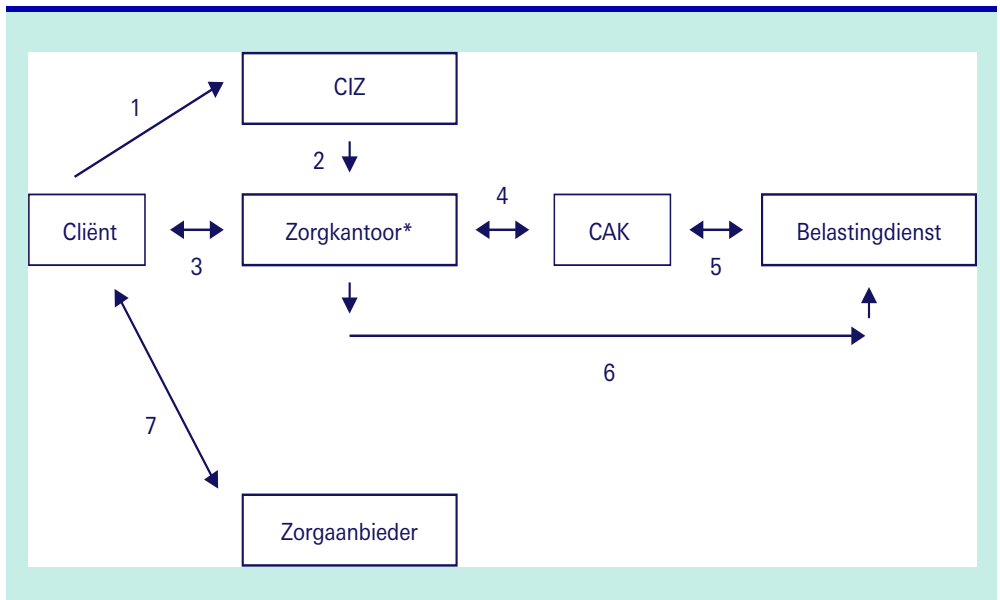 CIZ
1
2
4
Cliënt
Zorgkantoor*
CAK
Belastingdienst
3
5
6
7
Zorgaanbieder